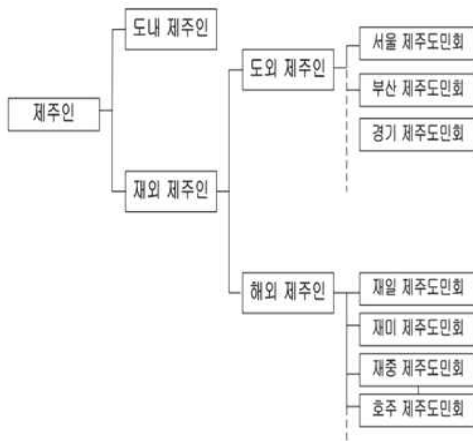 제주인
도내 제주인
재외 제주인
도외 제주인
서울 제주도민회
부산 제주도민회
경기 제주도민회
해외 제주인
재일 제주도민회
재미 제주도민회
재중 제주도민회
호주 제주도민회